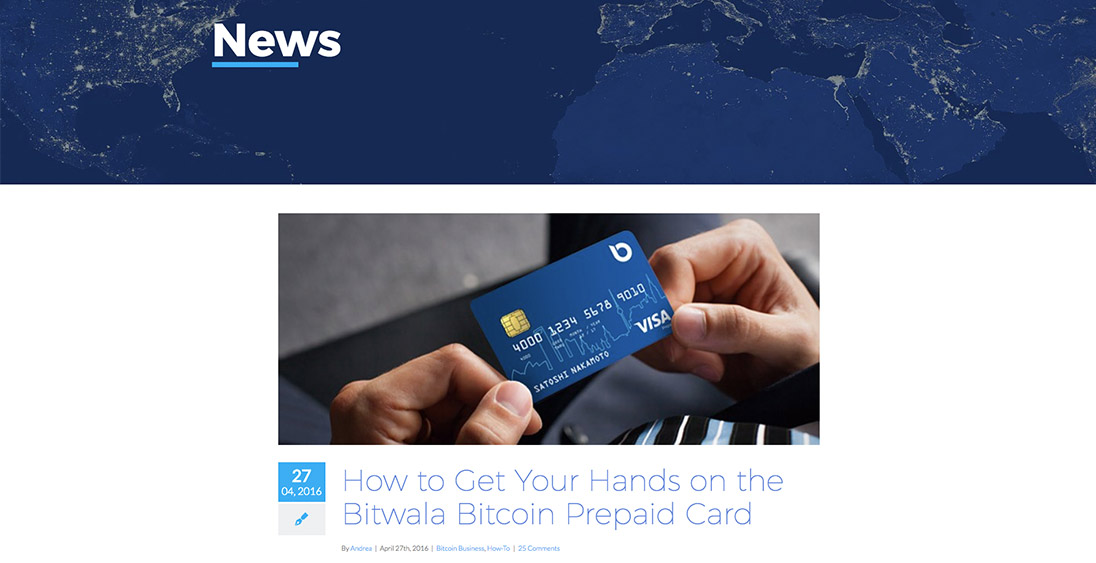 News
4000 1234 5678 9010
VISA
SATOSHI NAKAMOTO
27
04, 2016
How to Get Your Hands on the
Bitwala Bitcoin Prepaid Card
By Andrea | April 27th, 2016 | Bitcoin Business, How-To | 25 Comments